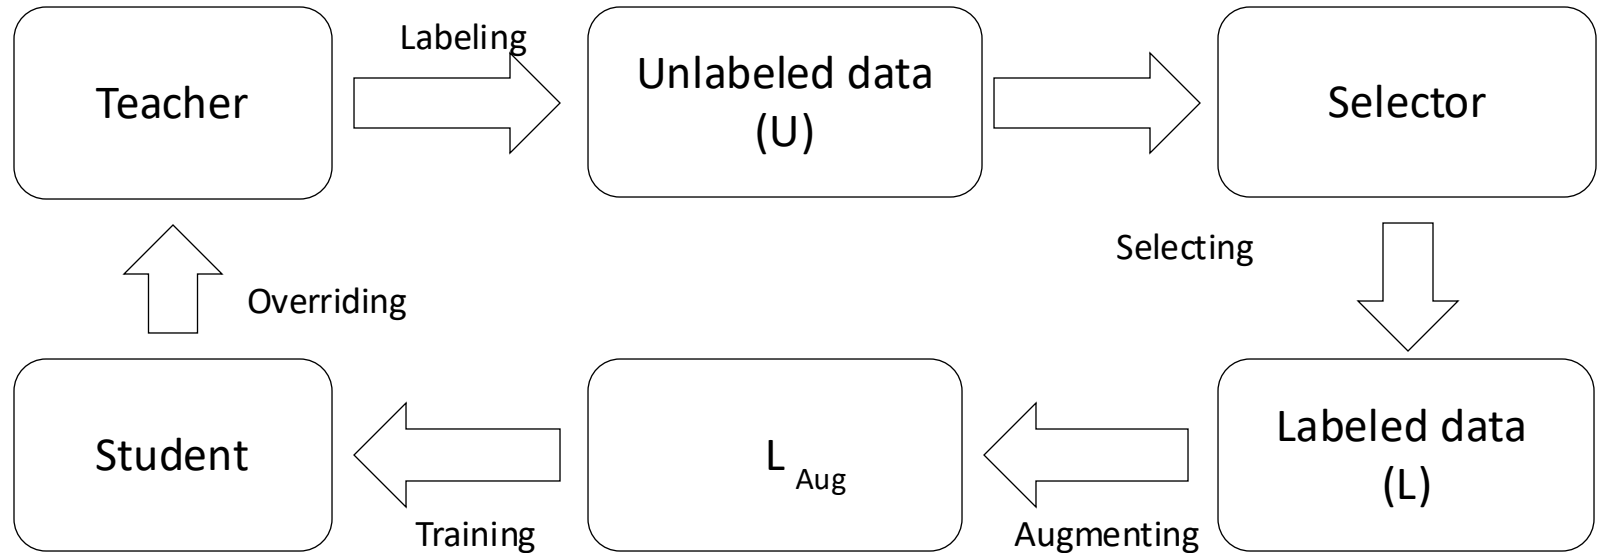 Labeling
Teacher
Unlabeled data
(U)
Selector
Selecting
Overriding
Student
L Aug
Labeled data
(L)
Training
Augmenting